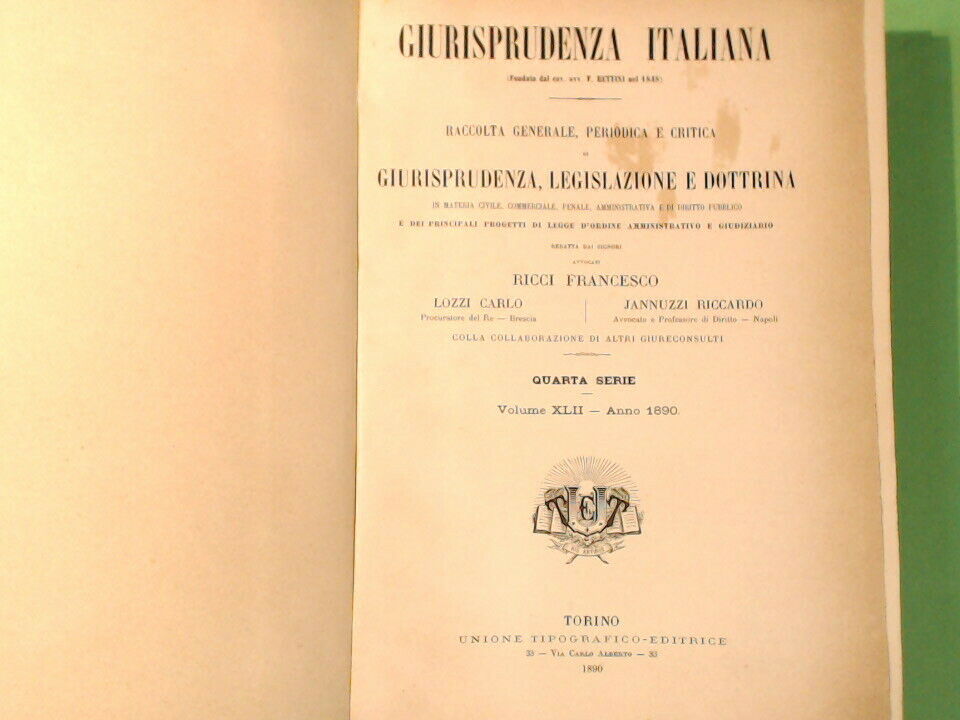 GIURISPRUDENZA ITALIANA
(Fondata dal cav. avv. F. BETTINI nel 1848)
RACCOLTA GENERALE, PERIODICA E CRITICA
DI
GIURISPRUDENZA, LEGISLAZIONE E DOTTRINA
IN MATERIA CIVILE, COMMERCIALE, PENALE, AMMINISTRATIVA E DI DIRITTO PUBBLICO
E DEI PRINCIPALI PROGETTI DI LEGGE D'ORDINE AMMINISTRATIVO E GIUDIZIARIO
REDATTA DAI SIGNORI
AVVOCATI
RICCI FRANCESCO
LOZZI CARLO
Procuratore del Re — Brescia
JANNUZZI RICCARDO
Avvocato e Professore di Diritto — Napoli
COLLA COLLABORAZIONE DI ALTRI GIURECONSULTI
QUARTA SERIE
Volume XLII — Anno 1890.
UTET
TORINO
UNIONE TIPOGRAFICO-EDITRICE
33 — VIA CARLO ALBERTO — 33
1890